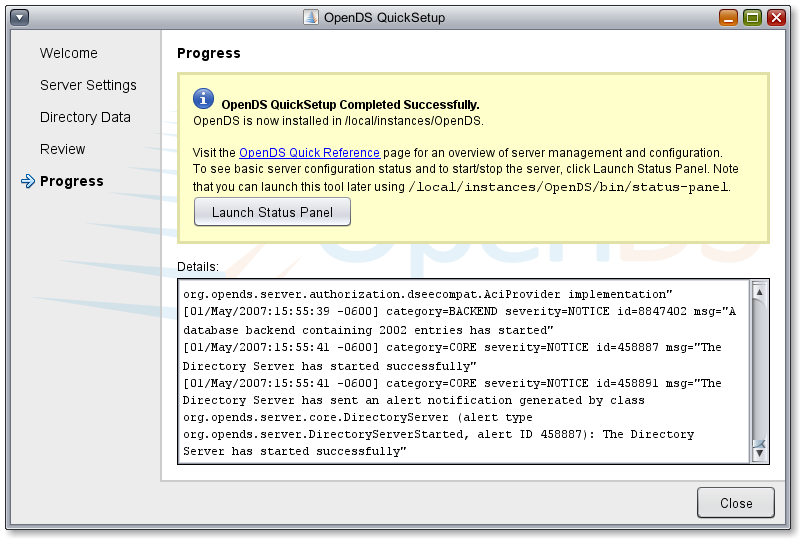 OpenDS QuickSetup
Welcome
Server Settings
Directory Data
Review
Progress
Progress
OpenDS QuickSetup Completed Successfully.
OpenDS is now installed in /local/instances/OpenDS.
Visit the OpenDS Quick Reference page for an overview of server management and configuration.
To see basic server configuration status and to start/stop the server, click Launch Status Panel. Note
that you can launch this tool later using /local/instances/OpenDS/bin/status-panel.
Launch Status Panel
OpenDS
Details:
org.opends.server.authorization.dseecompat.AciProvider implementation"
[01/May/2007:15:55:39 -0600] category=BACKEND severity=NOTICE id=8847402 msg="A
database backend containing 2002 entries has started"
[01/May/2007:15:55:41 -0600] category=CORE severity=NOTICE id=458887 msg="The
Directory Server has started successfully"
[01/May/2007:15:55:41 -0600] category=CORE severity=NOTICE id=458891 msg="The
Directory Server has sent an alert notification generated by class
org.opends.server.core.DirectoryServer (alert type
org.opends.server.DirectoryServerStarted, alert ID 458887): The Directory
Server has started successfully"
Close